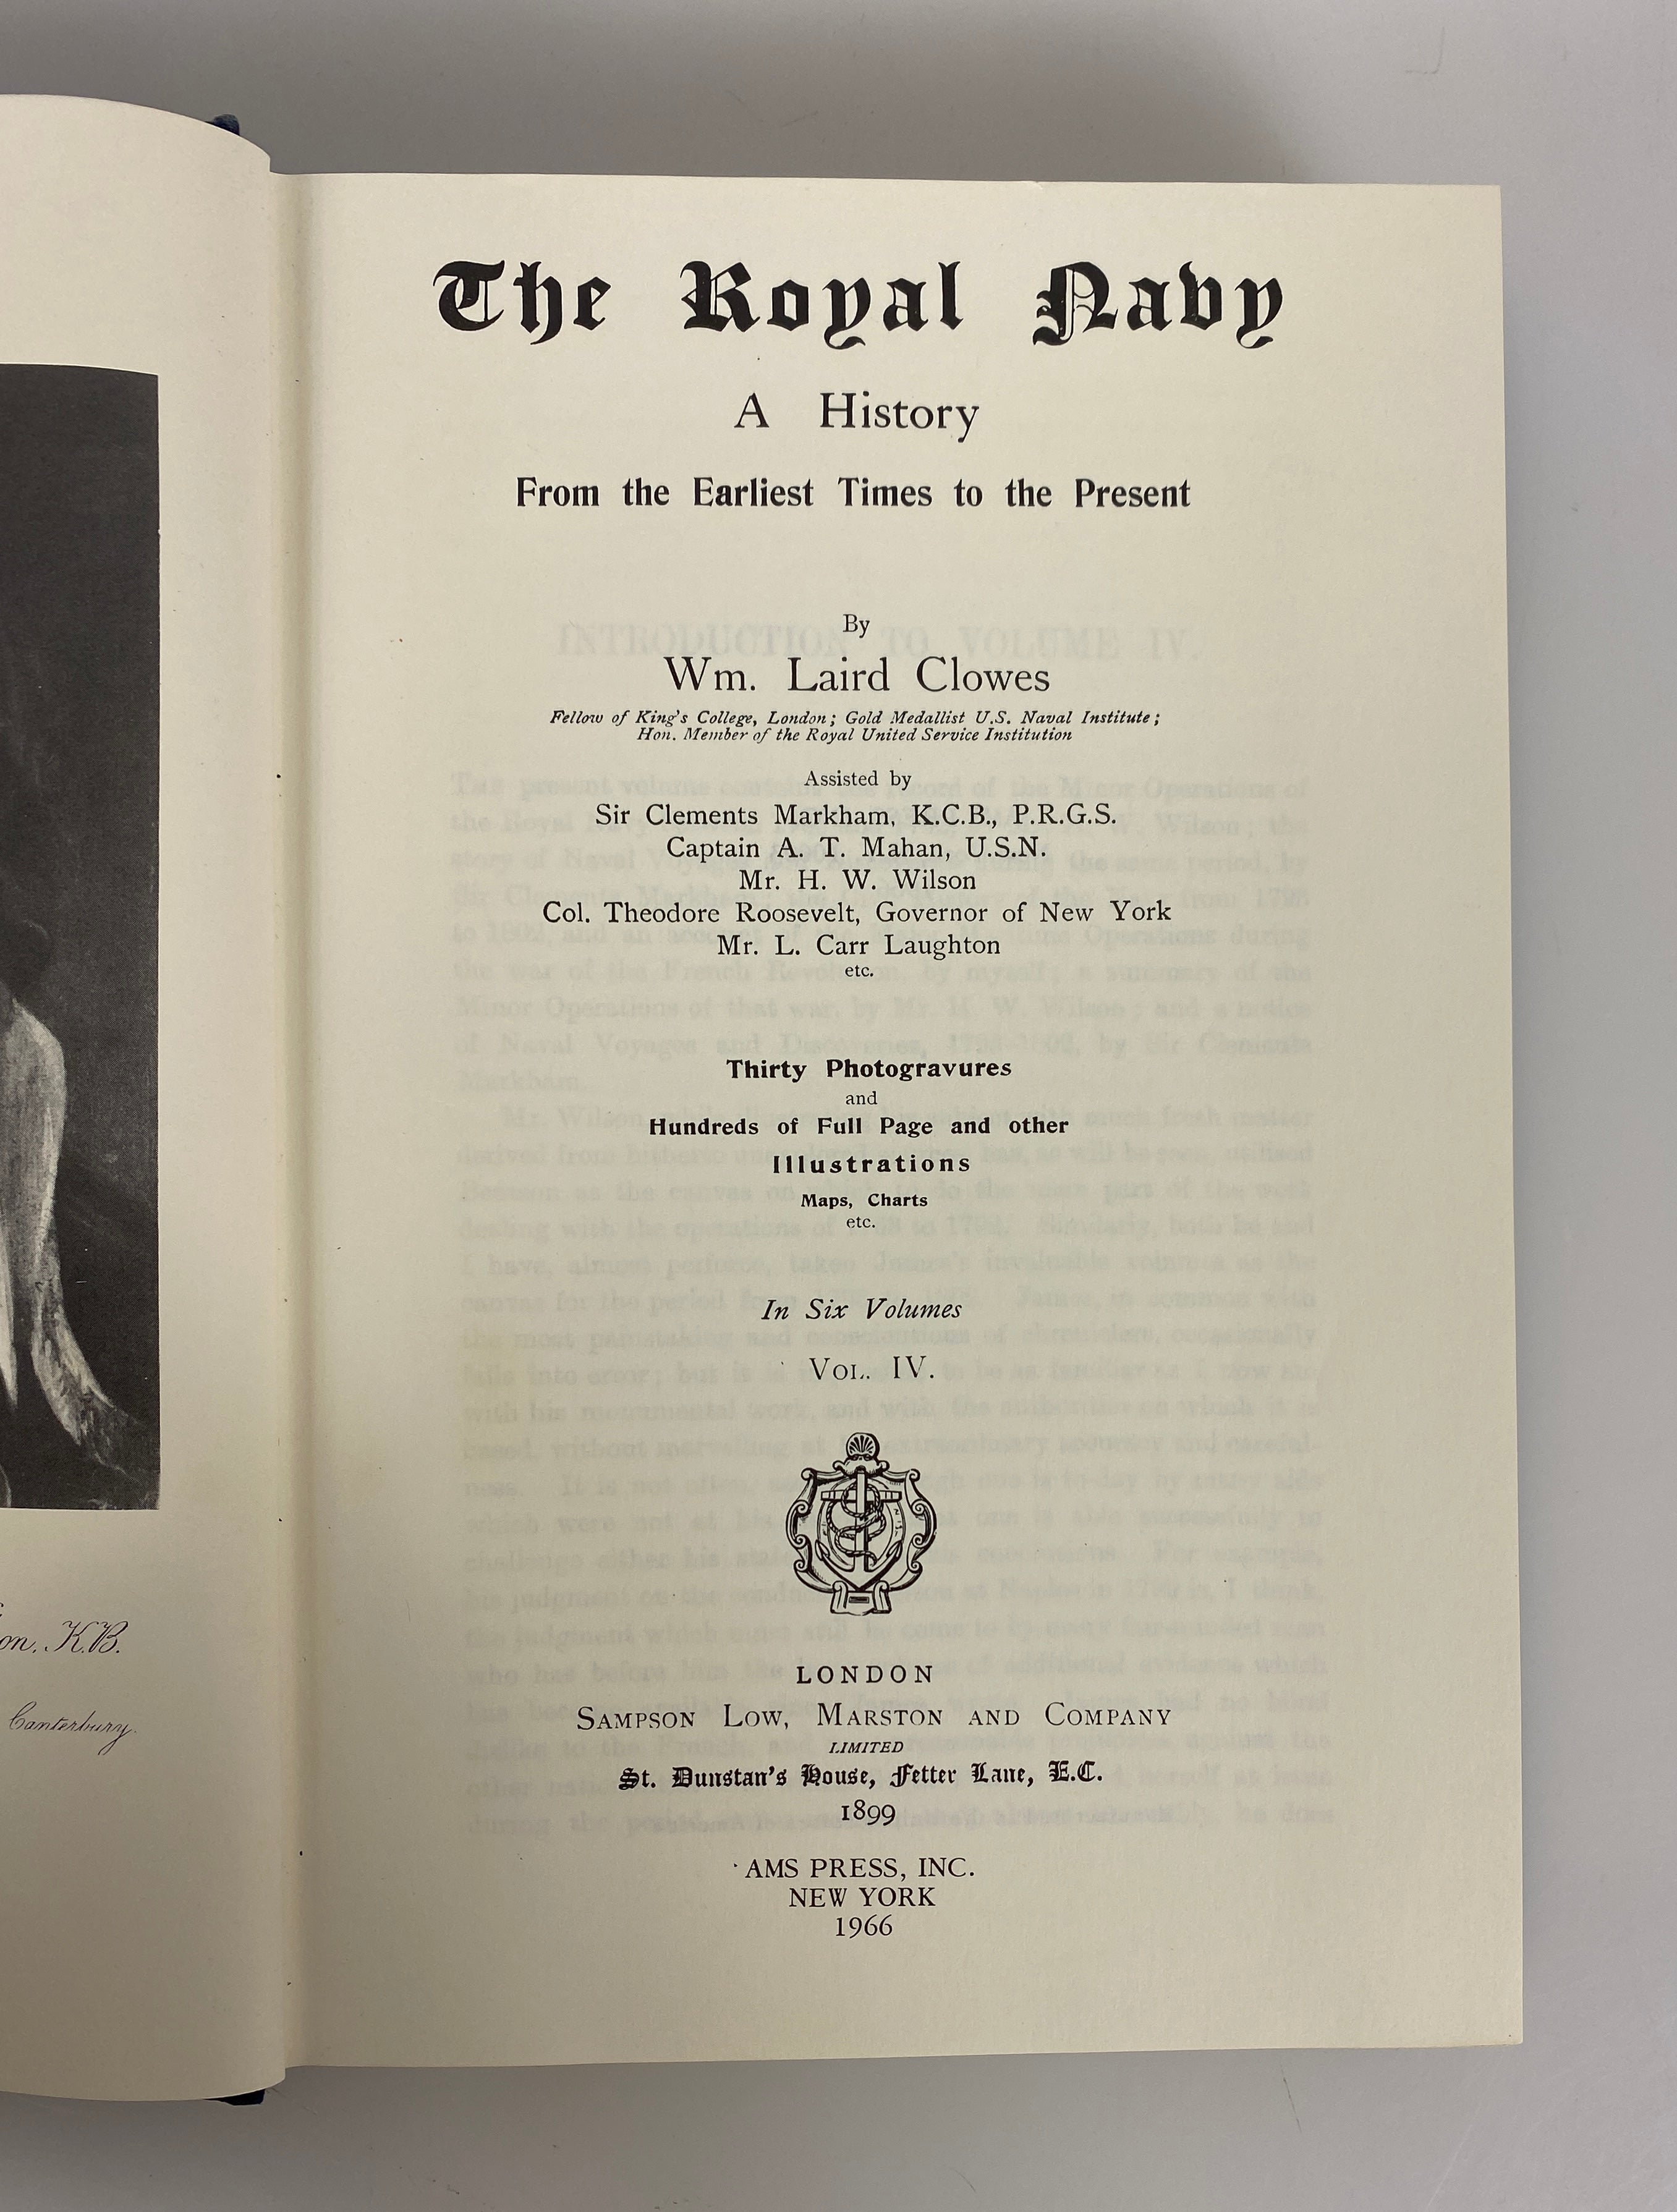 on. K.B.
Canterbury.
The Royal Navy
A History
From the Earliest Times to the Present
By
Wm. Laird Clowes
Fellow of King's College, London; Gold Medallist U.S. Naval Institute;
Hon. Member of the Royal United Service Institution
Assisted by
Sir Clements Markham, K.C.B., P.R.G.S.
Captain A. T. Mahan, U.S.N.
Mr. H. W. Wilson
Col. Theodore Roosevelt, Governor of New York
Mr. L. Carr Laughton
etc.
Thirty Photogravures
and
Hundreds of Full Page and other
Illustrations
Maps, Charts
etc.
In Six Volumes
VOL. IV.
LONDON
SAMPSON LOW, MARSTON AND COMPANY
LIMITED
St. Dunstan's House, Fetter Lane, E.C.
1899
AMS PRESS, INC.
NEW YORK
1966